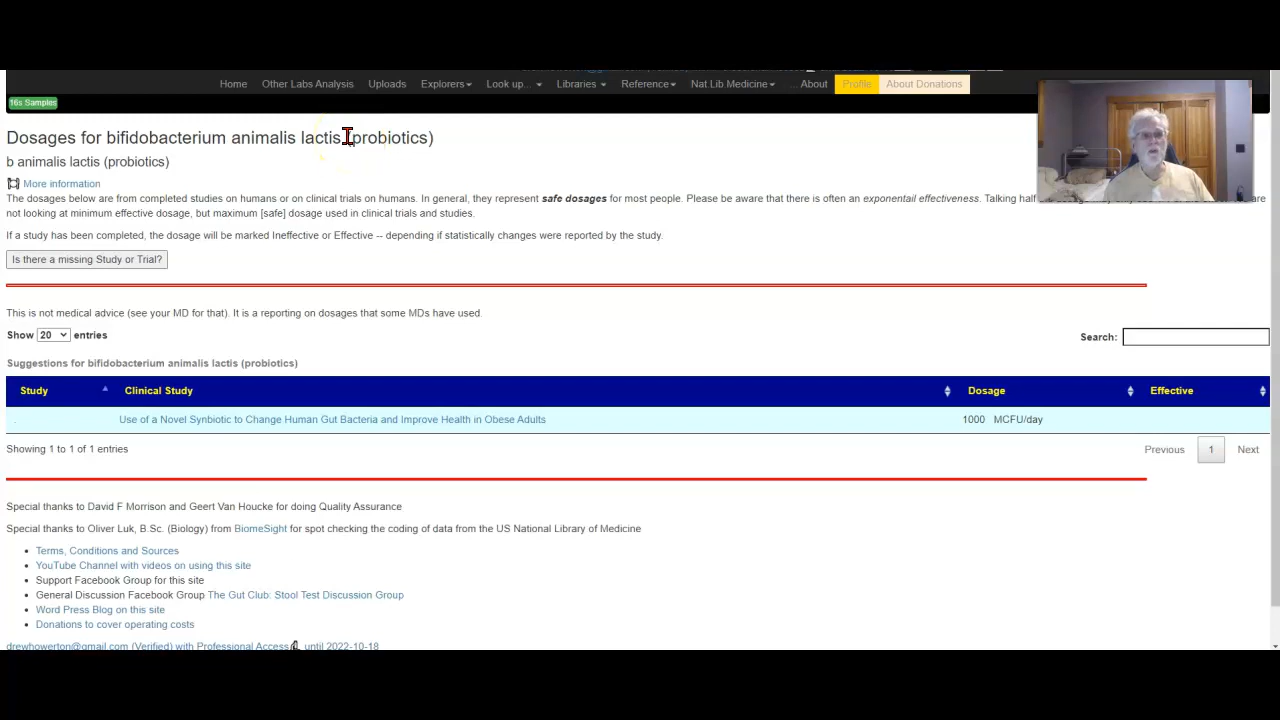 Home Other Labs Analysis Uploads Explorers Look up... Libraries Reference Nat.Lib.Medicine ... About Profile About Donations
16s Samples
Dosages for bifidobacterium animalis lactis (probiotics)
b animalis lactis (probiotics)
More information
The dosages below are from completed studies on humans or on clinical trials on humans. In general, they represent safe dosages for most people. Please be aware that there is often an exponentail effectiveness. Talking half
not looking at minimum effective dosage, but maximum [safe] dosage used in clinical trials and studies.
If a study has been completed, the dosage will be marked Ineffective or Effective -- depending if statistically changes were reported by the study.
Is there a missing Study or Trial?
This is not medical advice (see your MD for that). It is a reporting on dosages that some MDs have used.
Show 20 entries Search:
Suggestions for bifidobacterium animalis lactis (probiotics)
Study Clinical Study Dosage Effective
. Use of a Novel Synbiotic to Change Human Gut Bacteria and Improve Health in Obese Adults 1000 MCFU/day
Showing 1 to 1 of 1 entries Previous 1 Next
Special thanks to David F Morrison and Geert Van Houcke for doing Quality Assurance
Special thanks to Oliver Luk, B.Sc. (Biology) from BiomeSight for spot checking the coding of data from the US National Library of Medicine
• Terms, Conditions and Sources
• YouTube Channel with videos on using this site
• Support Facebook Group for this site
• General Discussion Facebook Group The Gut Club: Stool Test Discussion Group
• Word Press Blog on this site
• Donations to cover operating costs
drewhowerton@gmail.com (Verified) with Professional Access until 2022-10-18